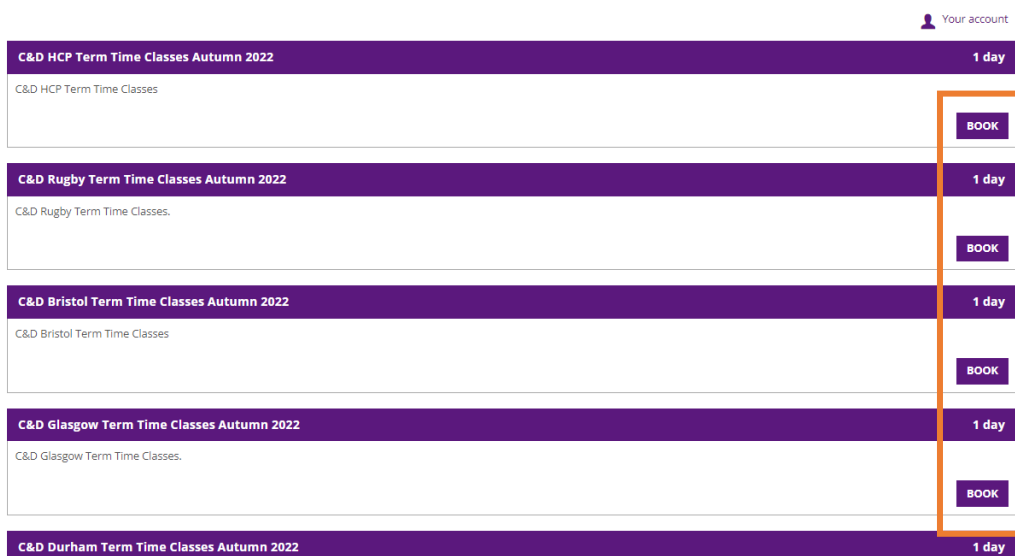 Your account
C&D HCP Term Time Classes Autumn 2022 1 day
C&D HCP Term Time Classes
BOOK
C&D Rugby Term Time Classes Autumn 2022 1 day
C&D Rugby Term Time Classes.
BOOK
C&D Bristol Term Time Classes Autumn 2022 1 day
C&D Bristol Term Time Classes
BOOK
C&D Glasgow Term Time Classes Autumn 2022 1 day
C&D Glasgow Term Time Classes.
BOOK
C&D Durham Term Time Classes Autumn 2022 1 day